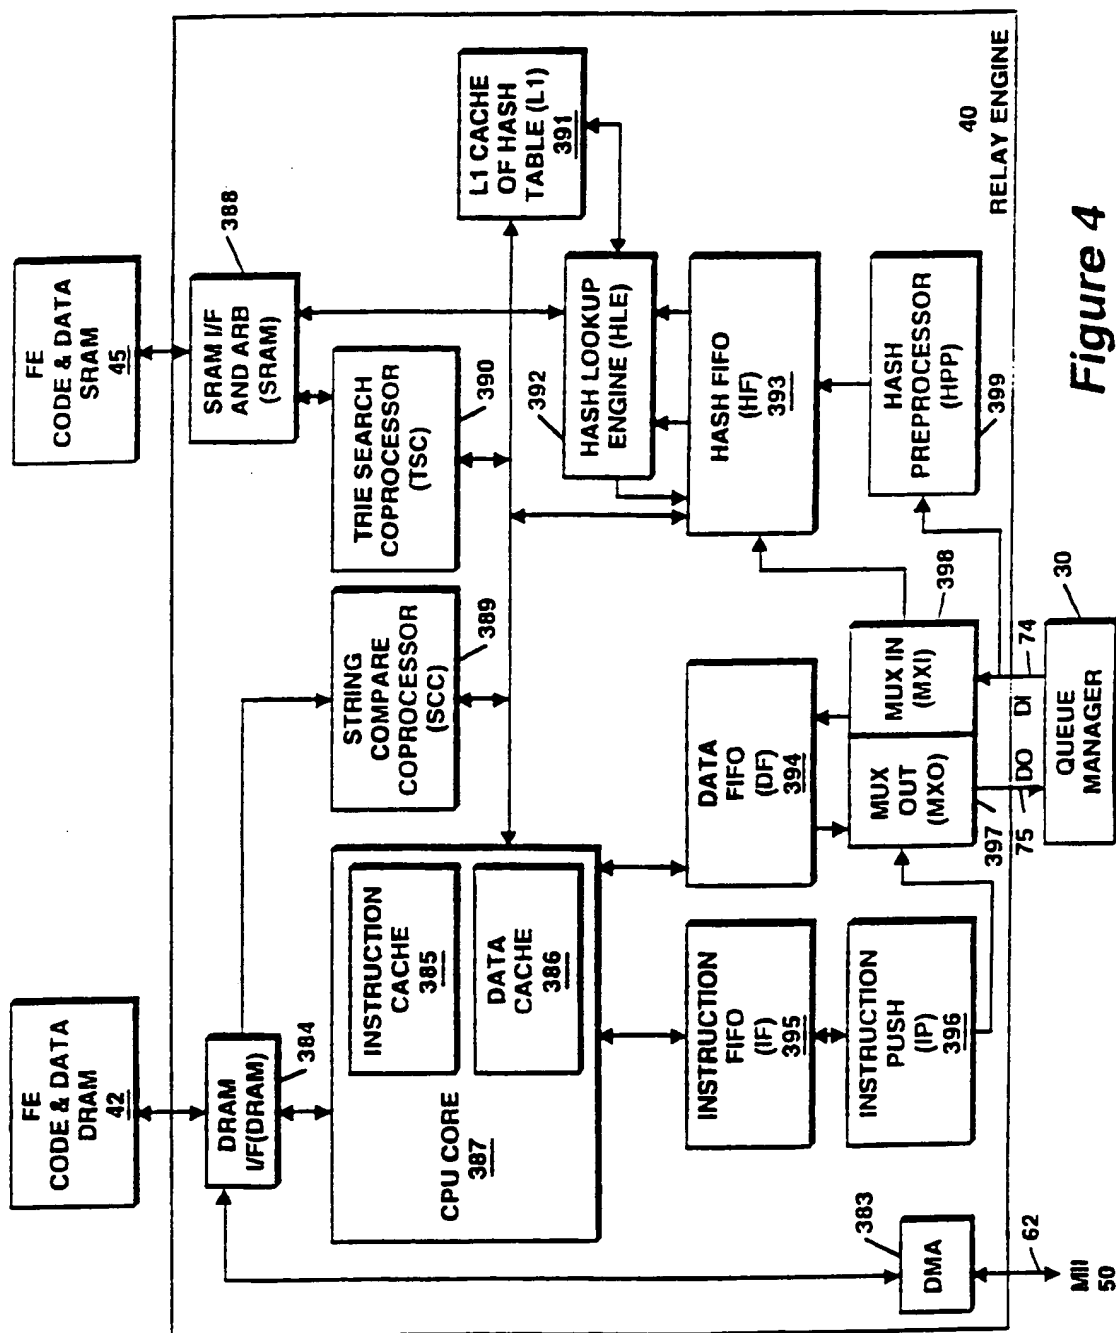 FE
CODE & DATA
DRAM
42
FE
CODE & DATA
SRAM
45
DRAM
I/F(DRAM)
384
SRAM I/F
AND ARB
(SRAM)
388
STRING
COMPARE
COPROCESSOR
(SCC)
389
TRIE SEARCH
COPROCESSOR
(TSC)
390
CPU CORE
387
INSTRUCTION
CACHE
385
DATA
CACHE
386
L1 CACHE
OF HASH
TABLE (L1)
391
392
HASH LOOKUP
ENGINE (HLE)
INSTRUCTION
FIFO
(IF)
395
DATA
FIFO
(DF)
394
HASH FIFO
(HF)
393
INSTRUCTION
PUSH
(IP)
396
MUX
OUT
(MXO)
397
MUX IN
(MXI)
398
HASH
PREPROCESSOR
(HPP)
399
383
DMA
62
MII
50
75
DO
DI
74
QUEUE
MANAGER
30
40
RELAY ENGINE
Figure 4